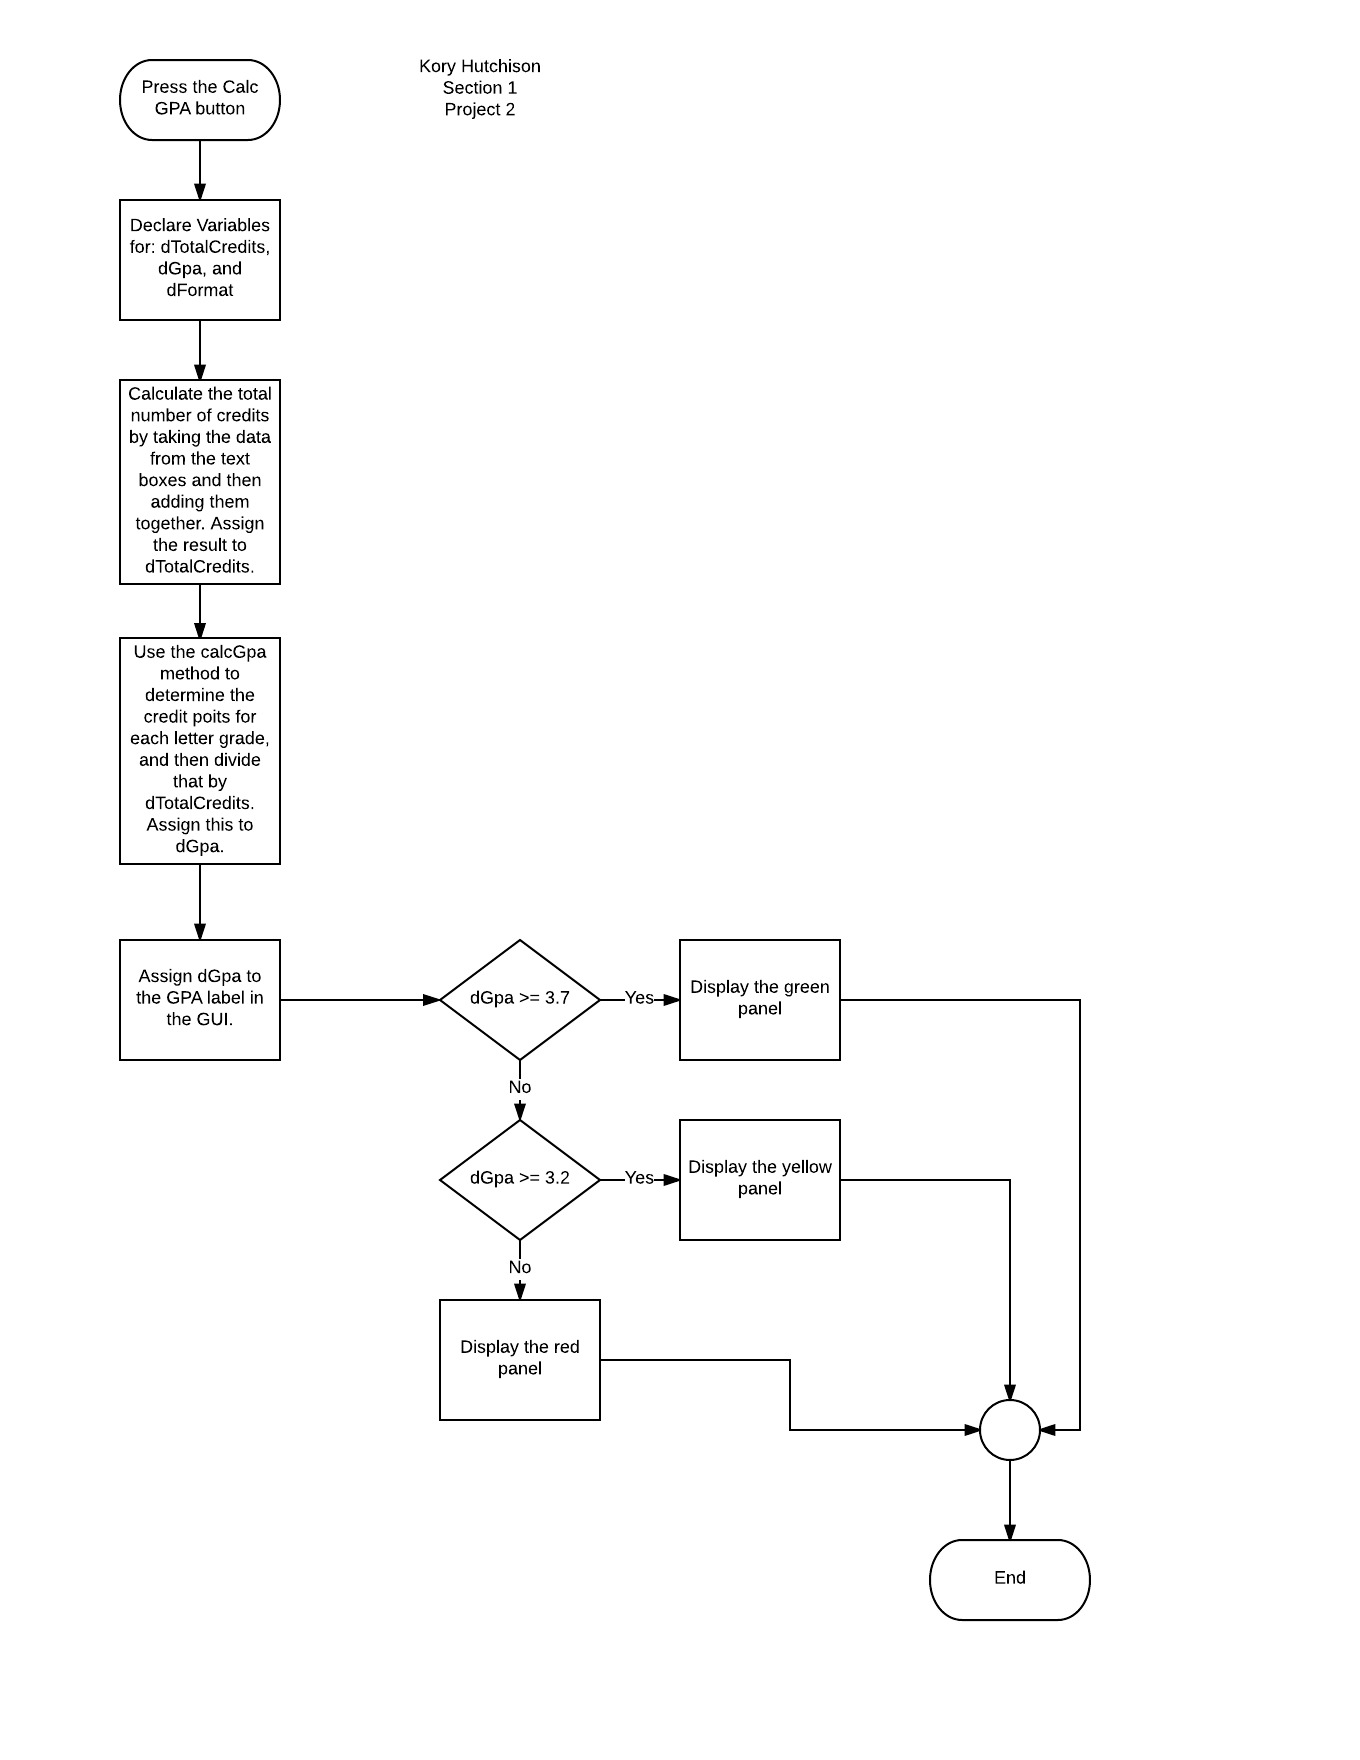 Press the Calc
GPA button
Kory Hutchison
Section 1
Project 2
Declare Variables
for: dTotalCredits,
dGpa, and
dFormat
Calculate the total
number of credits
by taking the data
from the text
boxes and then
adding them
together. Assign
the result to
dTotalCredits.
Use the calcGpa
method to
determine the
credit poits for
each letter grade,
and then divide
that by
dTotalCredits.
Assign this to
dGpa.
Assign dGpa to
the GPA label in
the GUI.
dGpa >= 3.7
Yes
Display the green
panel
No
dGpa >= 3.2
Yes
Display the yellow
panel
No
Display the red
panel
End